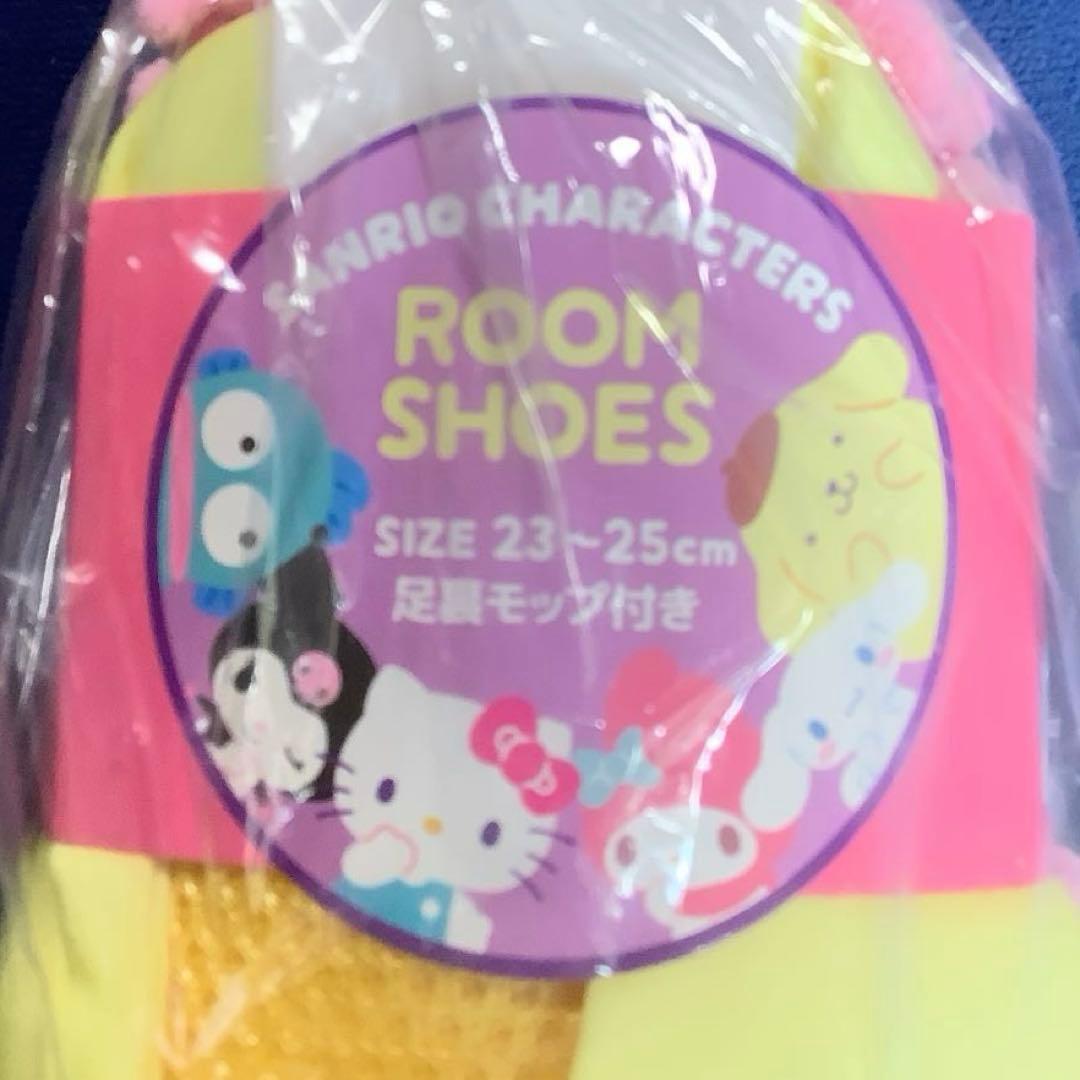 SANRIO CHARACTERS
ROOM
SHOES
SIZE 23~25cm
足裏モップ付き